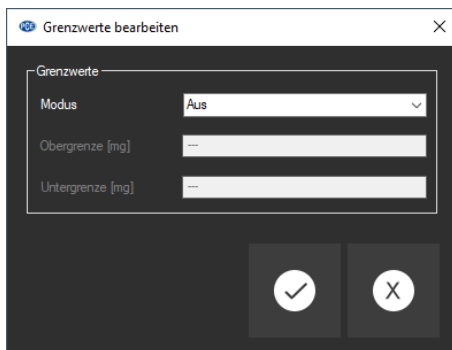 PCE Grenzwerte bearbeiten
Grenzwerte
Modus Aus
Obergrenze [mg] ---
Untergrenze [mg] ---
X